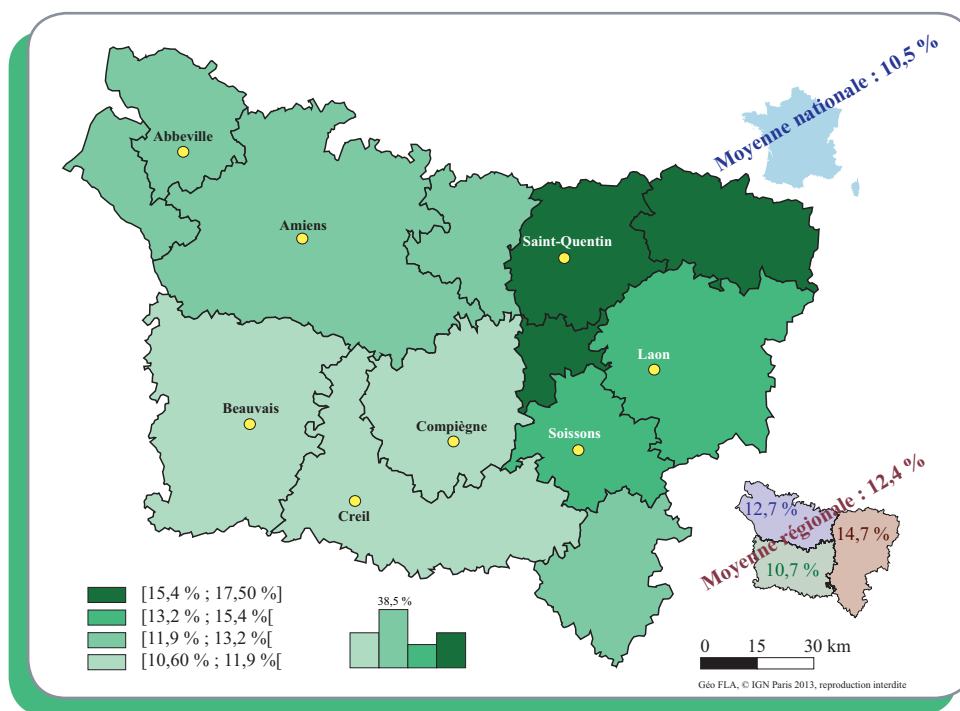 Moyenne nationale : 10,5 %
Abbeville
Amiens
Saint-Quentin
Laon
Beauvais
Compiègne
Soissons
Creil
Moyenne régionale : 12,4 %
12,7 %
14,7 %
10,7 %
[15,4 % ; 17,50 %]
[13,2 % ; 15,4 %[
[11,9 % ; 13,2 %[
[10,60 % ; 11,9 %[
38,5 %
0 15 30 km
Géo FLA, © IGN Paris 2013, reproduction interdite